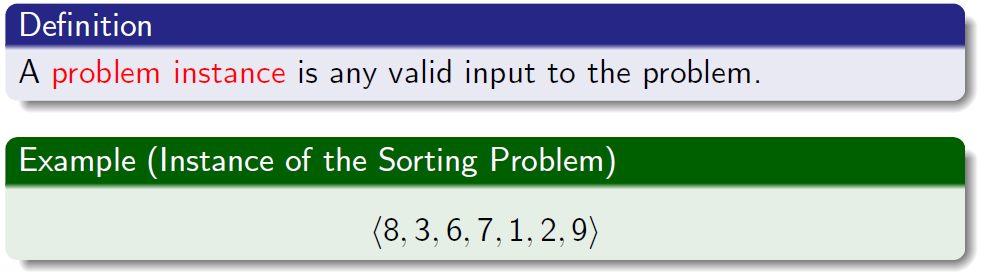 Definition
A problem instance is any valid input to the problem.
Example (Instance of the Sorting Problem)
⟨8, 3, 6, 7, 1, 2, 9⟩